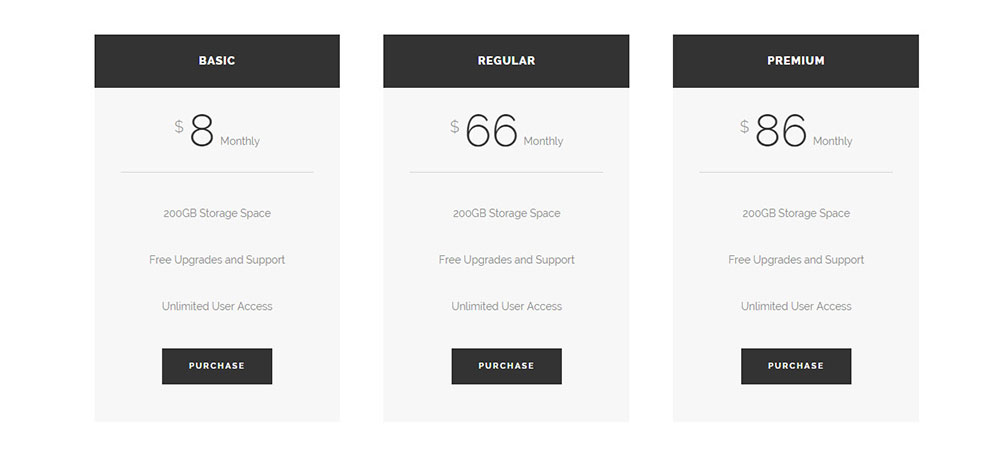 BASIC
$ 8 Monthly
200GB Storage Space
Free Upgrades and Support
Unlimited User Access
PURCHASE
REGULAR
$ 66 Monthly
200GB Storage Space
Free Upgrades and Support
Unlimited User Access
PURCHASE
PREMIUM
$ 86 Monthly
200GB Storage Space
Free Upgrades and Support
Unlimited User Access
PURCHASE